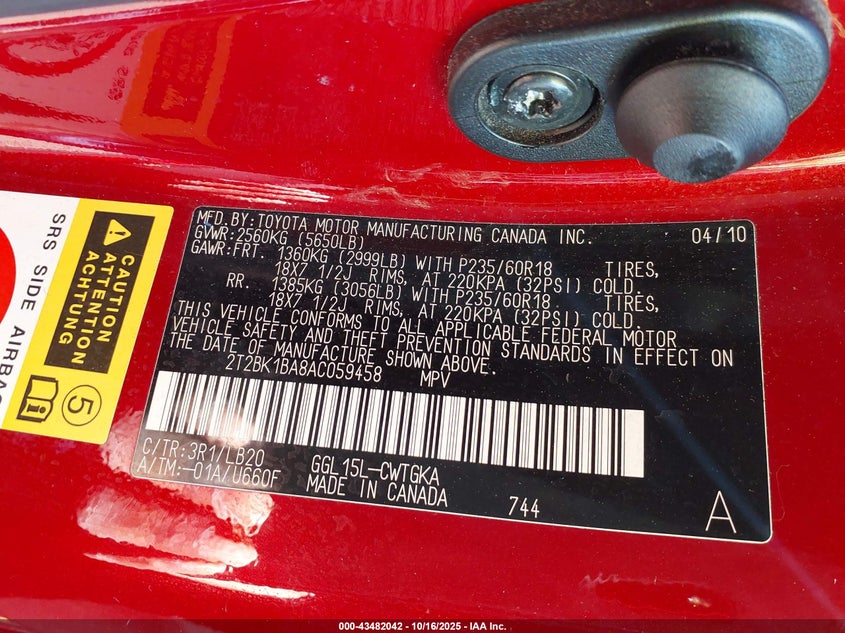 MFD. BY: TOYOTA MOTOR MANUFACTURING CANADA INC. 04/10
GVWR: 2560KG (5650LB)
GAWR: FRT. 1360KG (2999LB) WITH P235/60R18 TIRES,
18X7 1/2J RIMS, AT 220KPA (32PSI) COLD.
RR. 1385KG (3056LB) WITH P235/60R18 TIRES,
18X7 1/2J RIMS, AT 220KPA (32PSI) COLD.
THIS VEHICLE CONFORMS TO ALL APPLICABLE FEDERAL MOTOR
VEHICLE SAFETY AND THEFT PREVENTION STANDARDS IN EFFECT ON
THE DATE OF MANUFACTURE SHOWN ABOVE.
2T2BK1BA8AC059458 MPV
C/TR: 3R1/LB20 GGL15L-CWTGKA
A/TM: -01A/U660F MADE IN CANADA 744 A
SRS SIDE AIRBAG
CAUTION
ATTENTION
ACHTUNG
5
000-43482042 - 10/16/2025 - IAA Inc.